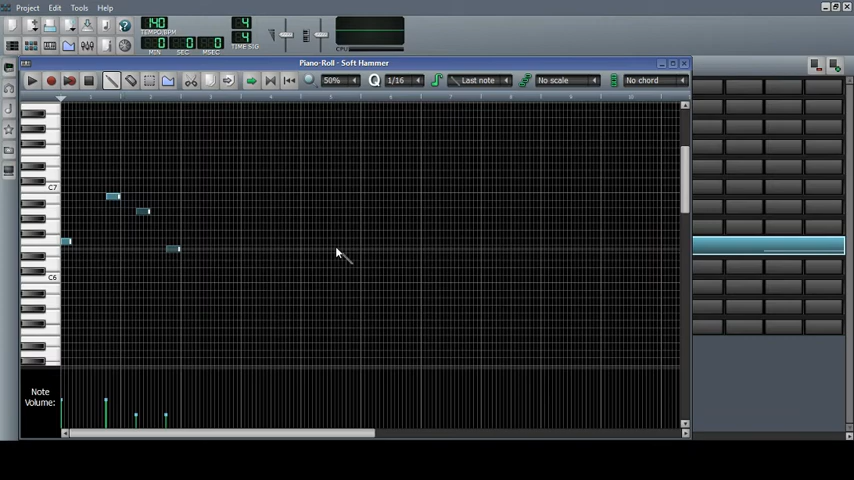 Project Edit Tools Help
140
TEMPO/BPM
4
4
TIME SIG
0 0 0
MIN SEC MSEC
CPU
Piano-Roll - Soft Hammer
50% Q 1/16 Last note No scale No chord
C7
C6
Note
Volume: